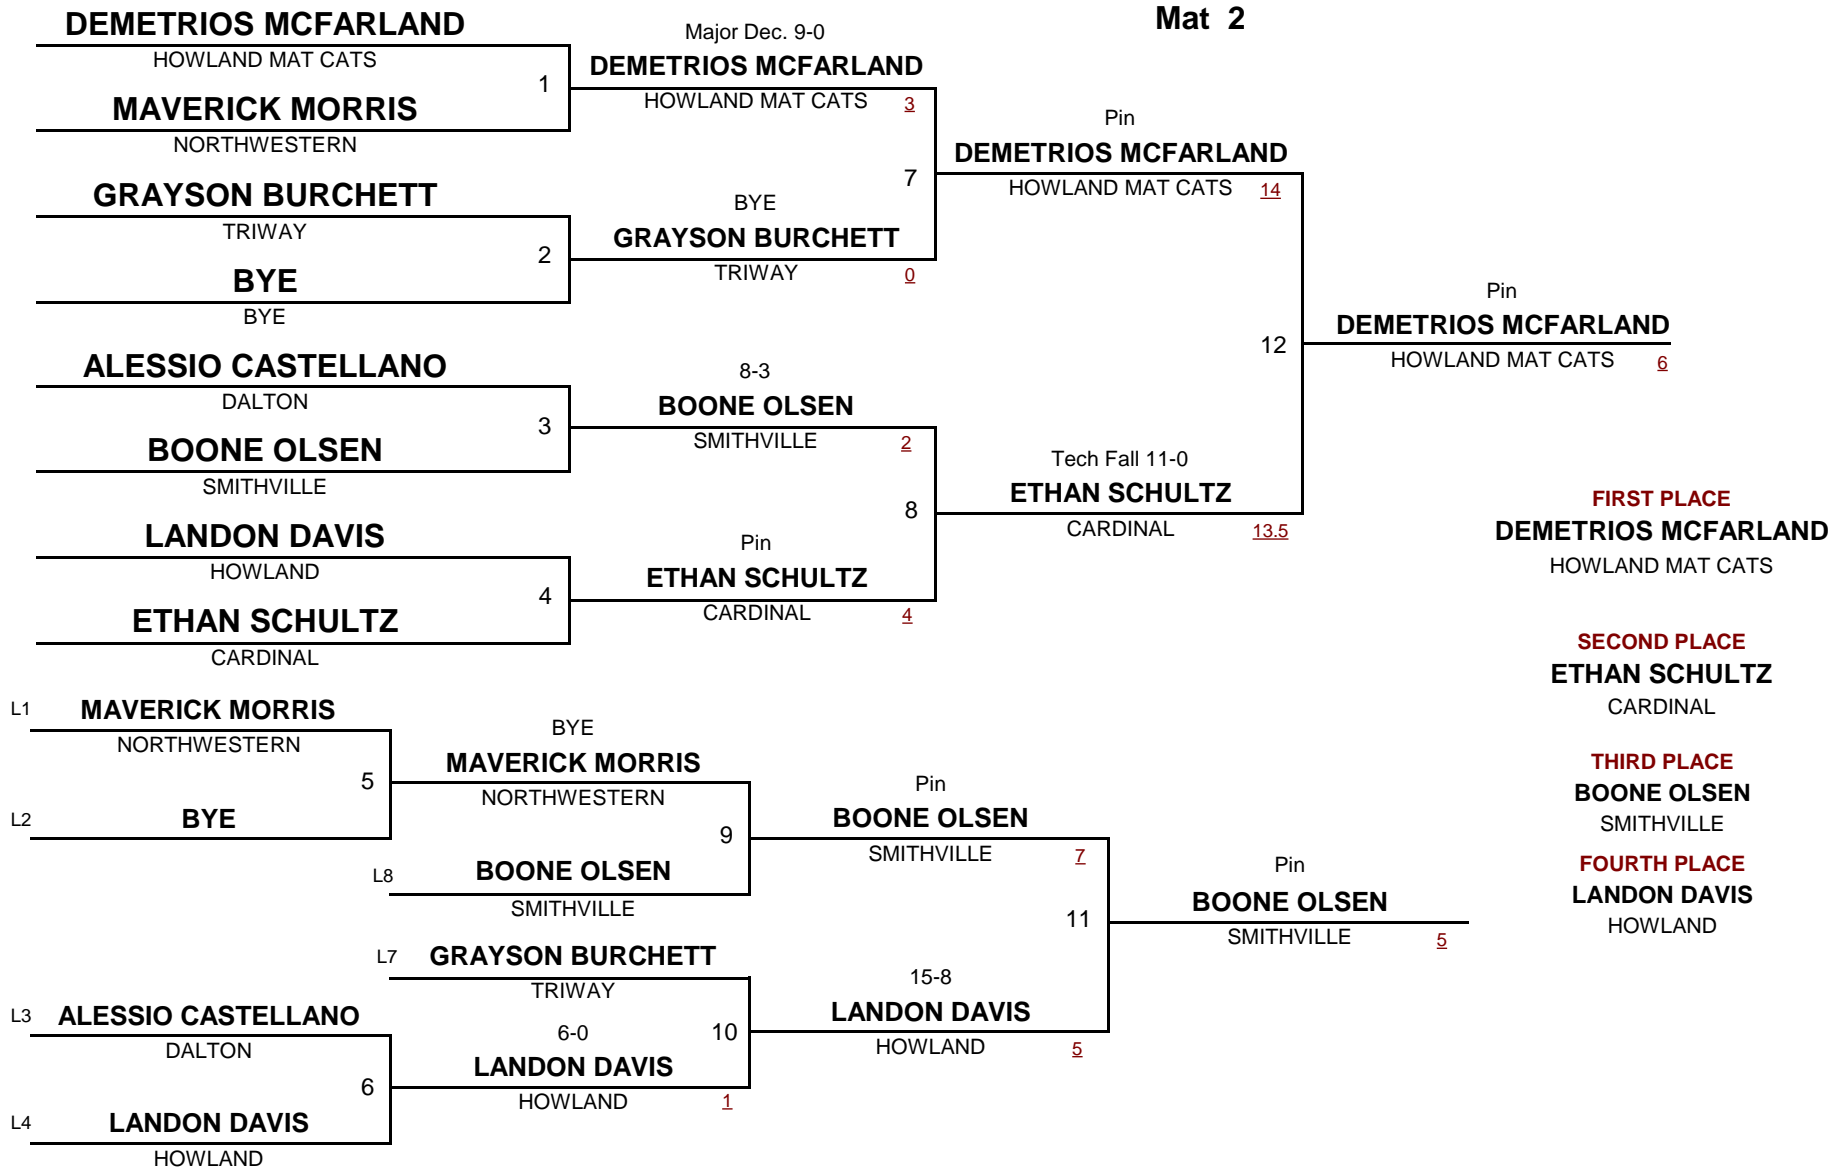 Mat 2
DEMETRIOS MCFARLAND
HOWLAND MAT CATS
1
MAVERICK MORRIS
NORTHWESTERN
GRAYSON BURCHETT
TRIWAY
2
BYE
BYE
ALESSIO CASTELLANO
DALTON
3
BOONE OLSEN
SMITHVILLE
LANDON DAVIS
HOWLAND
4
ETHAN SCHULTZ
CARDINAL
Major Dec. 9-0
DEMETRIOS MCFARLAND
HOWLAND MAT CATS 3
7
BYE
GRAYSON BURCHETT
TRIWAY 0
8-3
BOONE OLSEN
SMITHVILLE 2
8
Pin
ETHAN SCHULTZ
CARDINAL 4
Pin
DEMETRIOS MCFARLAND
HOWLAND MAT CATS 14
12
Tech Fall 11-0
ETHAN SCHULTZ
CARDINAL 13.5
Pin
DEMETRIOS MCFARLAND
HOWLAND MAT CATS 6
FIRST PLACE
DEMETRIOS MCFARLAND
HOWLAND MAT CATS
SECOND PLACE
ETHAN SCHULTZ
CARDINAL
THIRD PLACE
BOONE OLSEN
SMITHVILLE
FOURTH PLACE
LANDON DAVIS
HOWLAND
L1 MAVERICK MORRIS
NORTHWESTERN
5
L2 BYE
L3 ALESSIO CASTELLANO
DALTON
6
L4 LANDON DAVIS
HOWLAND
BYE
MAVERICK MORRIS
NORTHWESTERN
9
L8 BOONE OLSEN
SMITHVILLE
L7 GRAYSON BURCHETT
TRIWAY
10
6-0
LANDON DAVIS
HOWLAND 1
Pin
BOONE OLSEN
SMITHVILLE 7
11
15-8
LANDON DAVIS
HOWLAND 5
Pin
BOONE OLSEN
SMITHVILLE 5